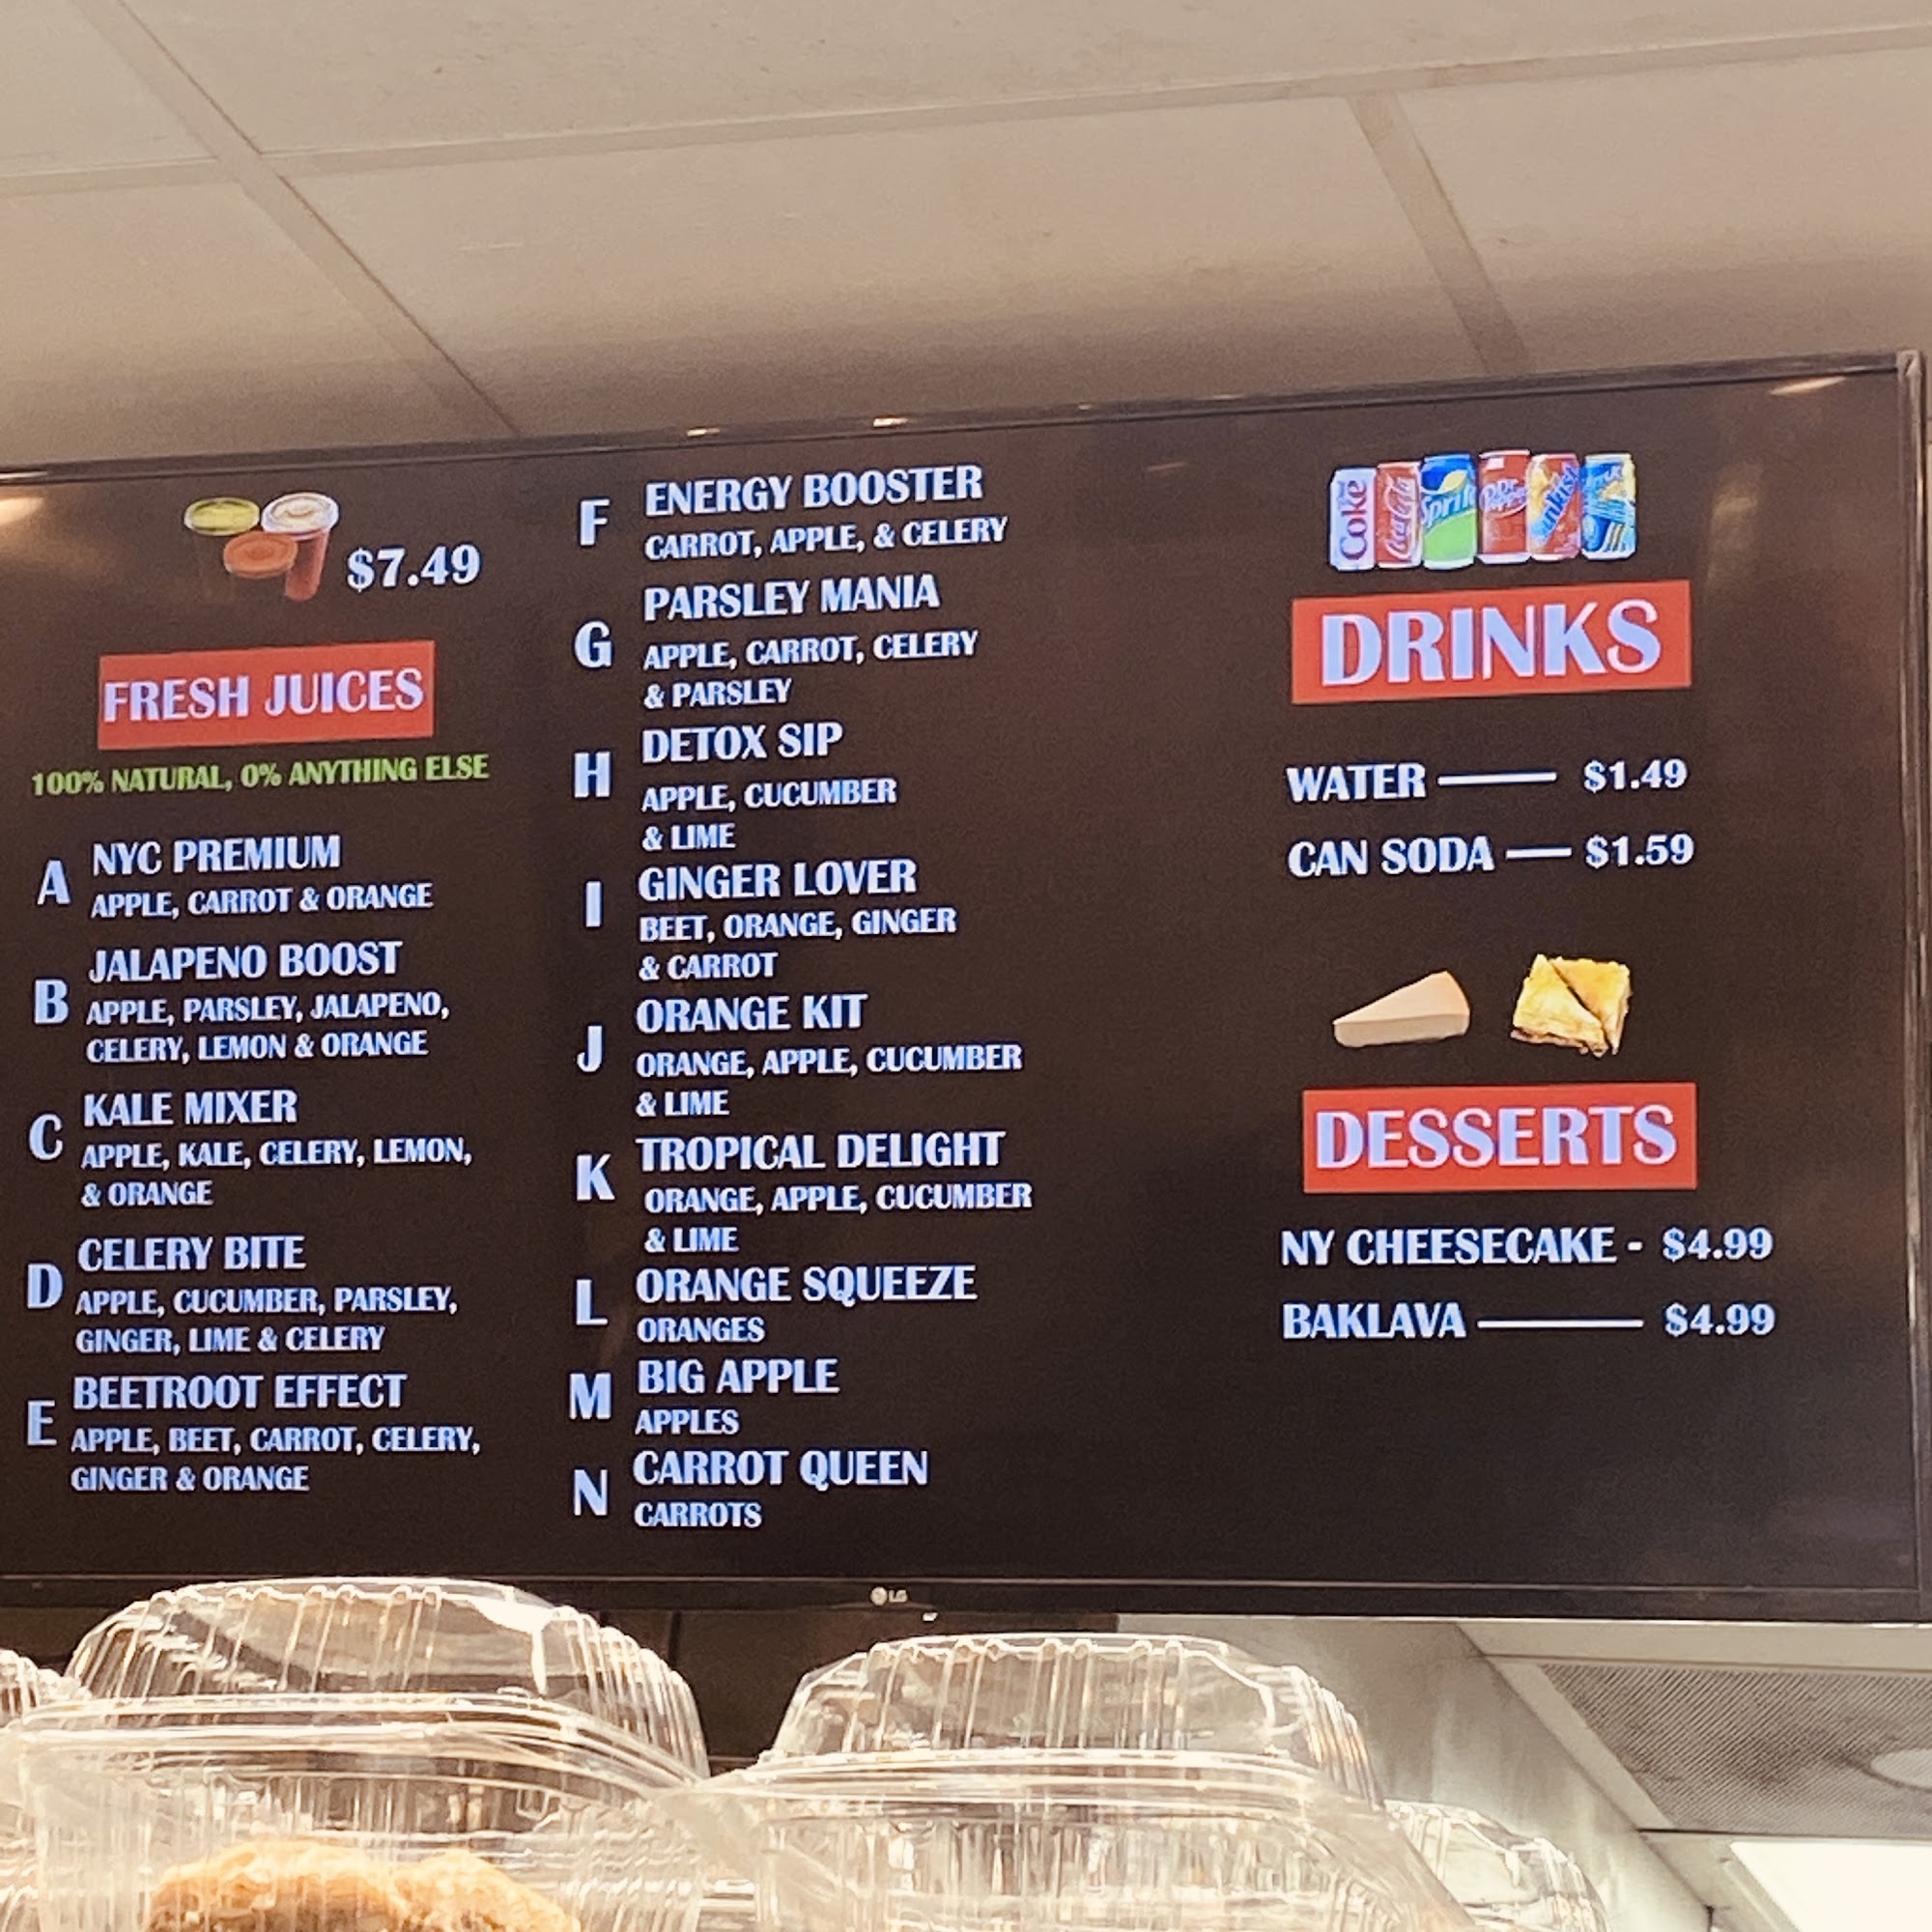 $7.49
FRESH JUICES
100% NATURAL, 0% ANYTHING ELSE
A NYC PREMIUM
APPLE, CARROT & ORANGE
B JALAPENO BOOST
APPLE, PARSLEY, JALAPENO,
CELERY, LEMON & ORANGE
C KALE MIXER
APPLE, KALE, CELERY, LEMON,
& ORANGE
D CELERY BITE
APPLE, CUCUMBER, PARSLEY,
GINGER, LIME & CELERY
E BEETROOT EFFECT
APPLE, BEET, CARROT, CELERY,
GINGER & ORANGE
F ENERGY BOOSTER
CARROT, APPLE, & CELERY
G PARSLEY MANIA
APPLE, CARROT, CELERY
& PARSLEY
H DETOX SIP
APPLE, CUCUMBER
& LIME
I GINGER LOVER
BEET, ORANGE, GINGER
& CARROT
J ORANGE KIT
ORANGE, APPLE, CUCUMBER
& LIME
K TROPICAL DELIGHT
ORANGE, APPLE, CUCUMBER
& LIME
L ORANGE SQUEEZE
ORANGES
M BIG APPLE
APPLES
N CARROT QUEEN
CARROTS
Coke
Coca-Cola
Sprite
Dr Pepper
DRINKS
WATER — $1.49
CAN SODA — $1.59
DESSERTS
NY CHEESECAKE - $4.99
BAKLAVA — $4.99
LG